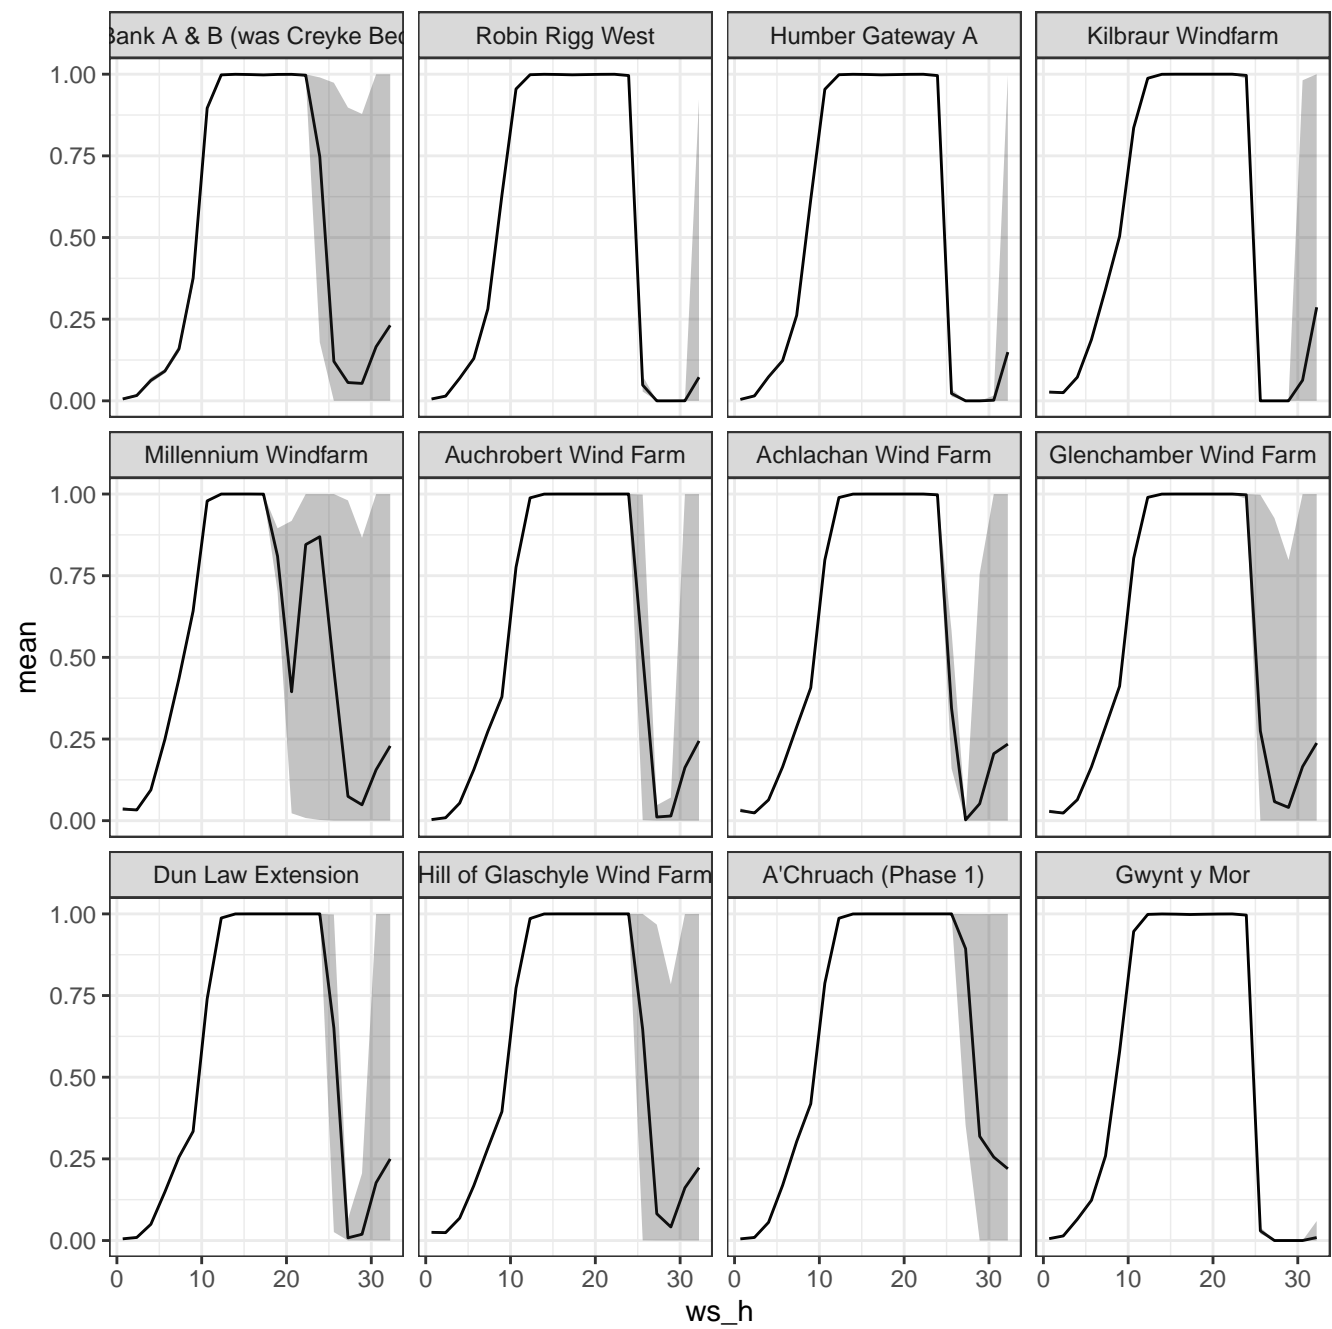 Bank A & B (was Creyke Bed
Robin Rigg West
Humber Gateway A
Kilbraur Windfarm
1.00
0.75
0.50
0.25
0.00
Millennium Windfarm
Auchrobert Wind Farm
Achlachan Wind Farm
Glenchamber Wind Farm
1.00
0.75
0.50
0.25
0.00
mean
Dun Law Extension
Hill of Glaschyle Wind Farm
A'Chruach (Phase 1)
Gwynt y Mor
1.00
0.75
0.50
0.25
0.00
0 10 20 30
0 10 20 30
0 10 20 30
0 10 20 30
ws_h